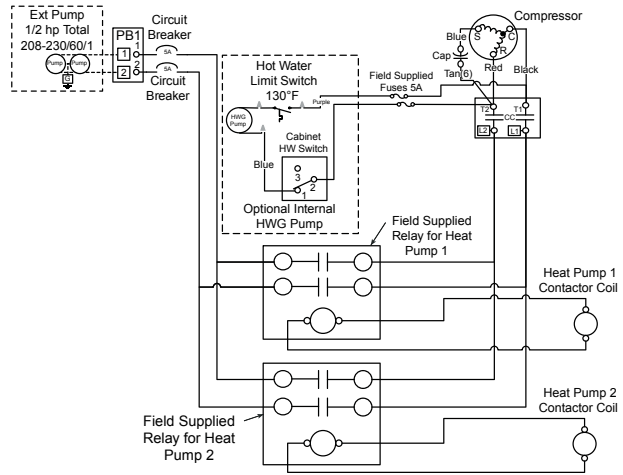 Ext Pump
1/2 hp Total
208-230/60/1
Pump
Pump
G
PB1
1
1
2
2
Circuit
Breaker
5A
5A
Circuit
Breaker
Hot Water
Limit Switch
130°F
HWG
Pump
Purple
Blue
Cabinet
HW Switch
3
2
1
Optional Internal
HWG Pump
Field Supplied
Fuses 5A
Compressor
Blue
S
C
R
Cap
Tan(6)
Red
Black
T2
T1
CC
L2
L1
Field Supplied
Relay for Heat
Pump 1
Heat Pump 1
Contactor Coil
Field Supplied
Relay for Heat
Pump 2
Heat Pump 2
Contactor Coil